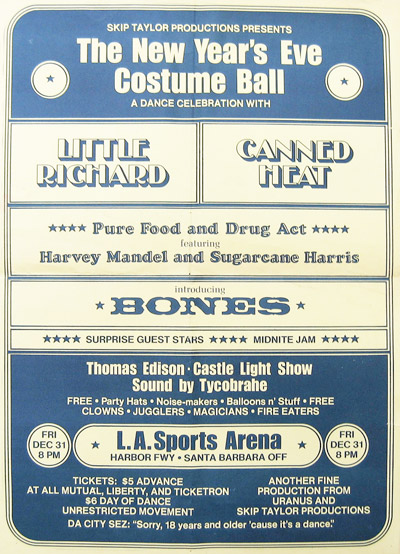 SKIP TAYLOR PRODUCTIONS PRESENTS
The New Year's Eve
Costume Ball
A DANCE CELEBRATION WITH
LITTLE
RICHARD
CANNED
HEAT
★★★★ Pure Food and Drug Act ★★★★
featuring
Harvey Mandel and Sugarcane Harris
introducing
★ BONES ★
★★★★ SURPRISE GUEST STARS ★ MIDNITE JAM ★★★★
Thomas Edison · Castle Light Show
Sound by Tycobrahe
FREE • Party Hats • Noise-makers • Balloons n' Stuff • FREE
CLOWNS • JUGGLERS • MAGICIANS • FIRE EATERS
FRI
DEC 31
8 PM
★ L.A. Sports Arena ★
HARBOR FWY • SANTA BARBARA OFF
FRI
DEC 31
8 PM
TICKETS: $5 ADVANCE
AT ALL MUTUAL, LIBERTY, AND TICKETRON
$6 DAY OF DANCE
UNRESTRICTED MOVEMENT
ANOTHER FINE
PRODUCTION FROM
URANUS AND
SKIP TAYLOR PRODUCTIONS
DA CITY SEZ: "Sorry, 18 years and older 'cause it's a dance."